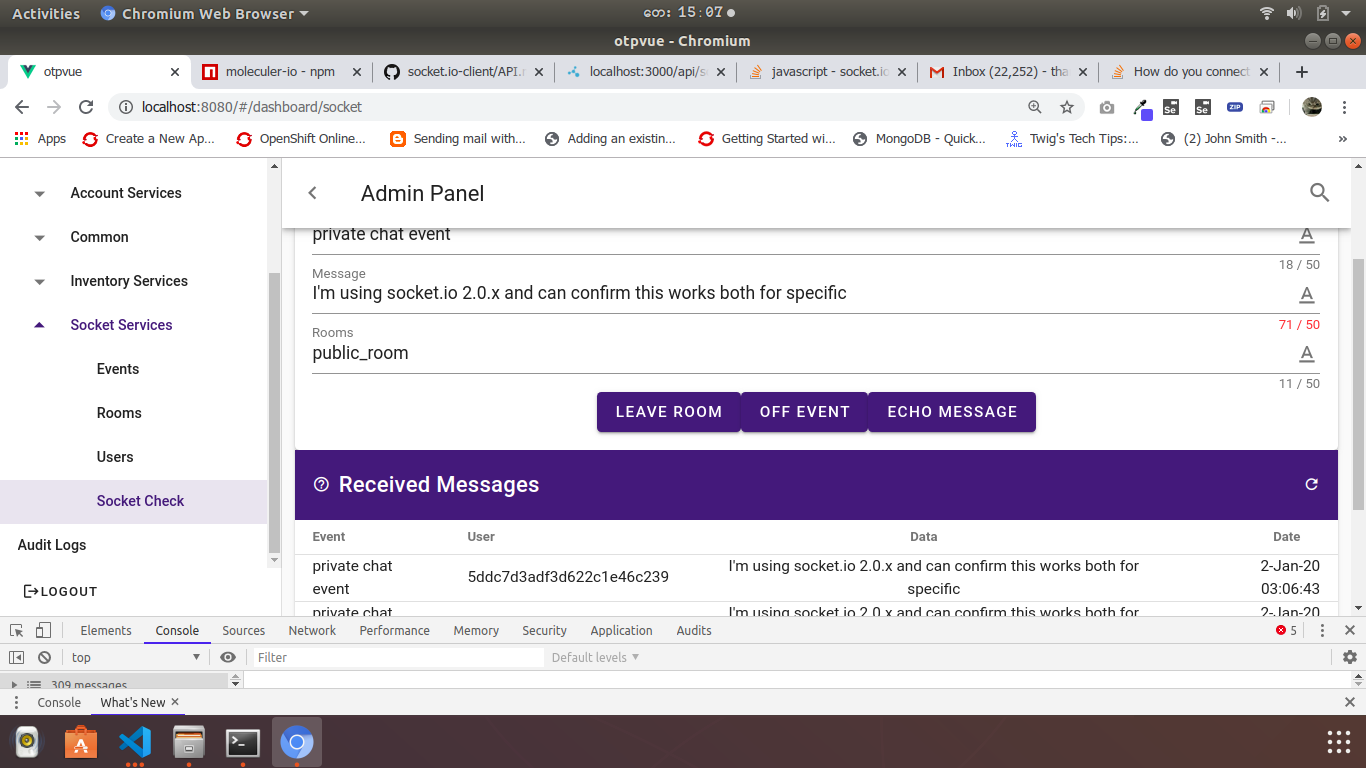 Activities
Chromium Web Browser
တေး 15:07
otpvue - Chromium
otpvue
moleculer-io - npm
socket.io-client/API.r
localhost:3000/api/s
javascript - socket.io
Inbox (22,252) - tha
How do you connect
localhost:8080/#/dashboard/socket
Apps
Create a New Ap...
OpenShift Online...
Sending mail with...
Adding an existin...
Getting Started wi...
MongoDB - Quick...
Twig's Tech Tips:...
(2) John Smith -...
»
Account Services
Common
Inventory Services
Socket Services
Events
Rooms
Users
Socket Check
Audit Logs
LOGOUT
Admin Panel
private chat event
18 / 50
Message
I'm using socket.io 2.0.x and can confirm this works both for specific
71 / 50
Rooms
public_room
11 / 50
LEAVE ROOM OFF EVENT ECHO MESSAGE
Received Messages
Event User Data Date
private chat event
5ddc7d3adf3d622c1e46c239
I'm using socket.io 2.0.x and can confirm this works both for
specific
2-Jan-20
03:06:43
private chat
I'm using socket.io 2.0.x and can confirm this works both for
2-Jan-20
Elements Console Sources Network Performance Memory Security Application Audits
5
top
Filter
Default levels
309 messages
Console
What's New